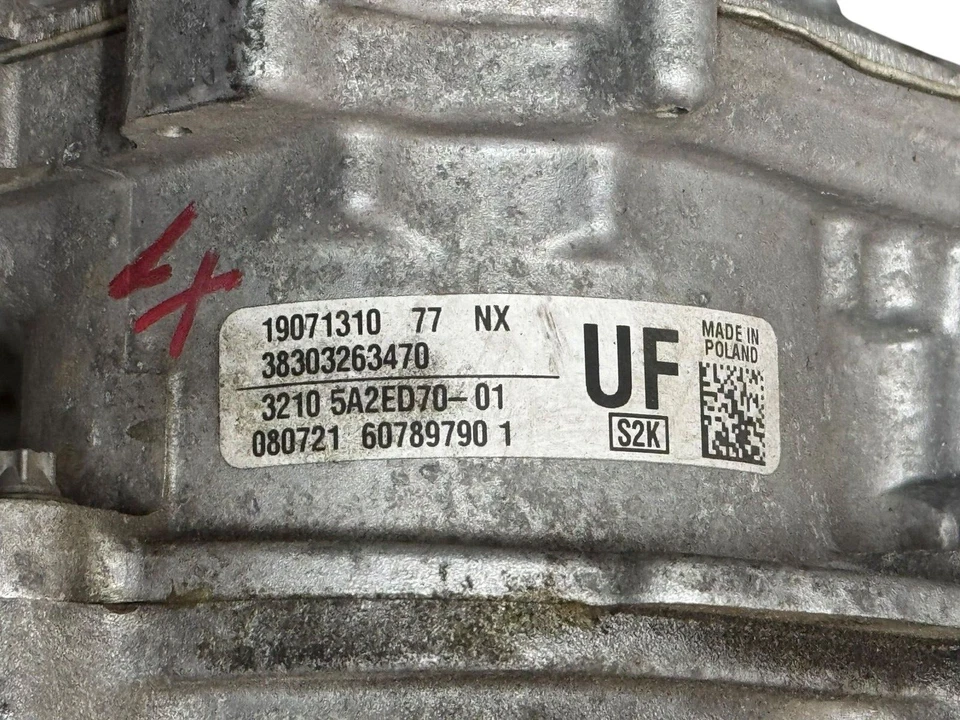 19071310 77 NX
38303263470
3210 5A2ED70-01
080721 60789790 1
UF
S2K
MADE IN
POLAND